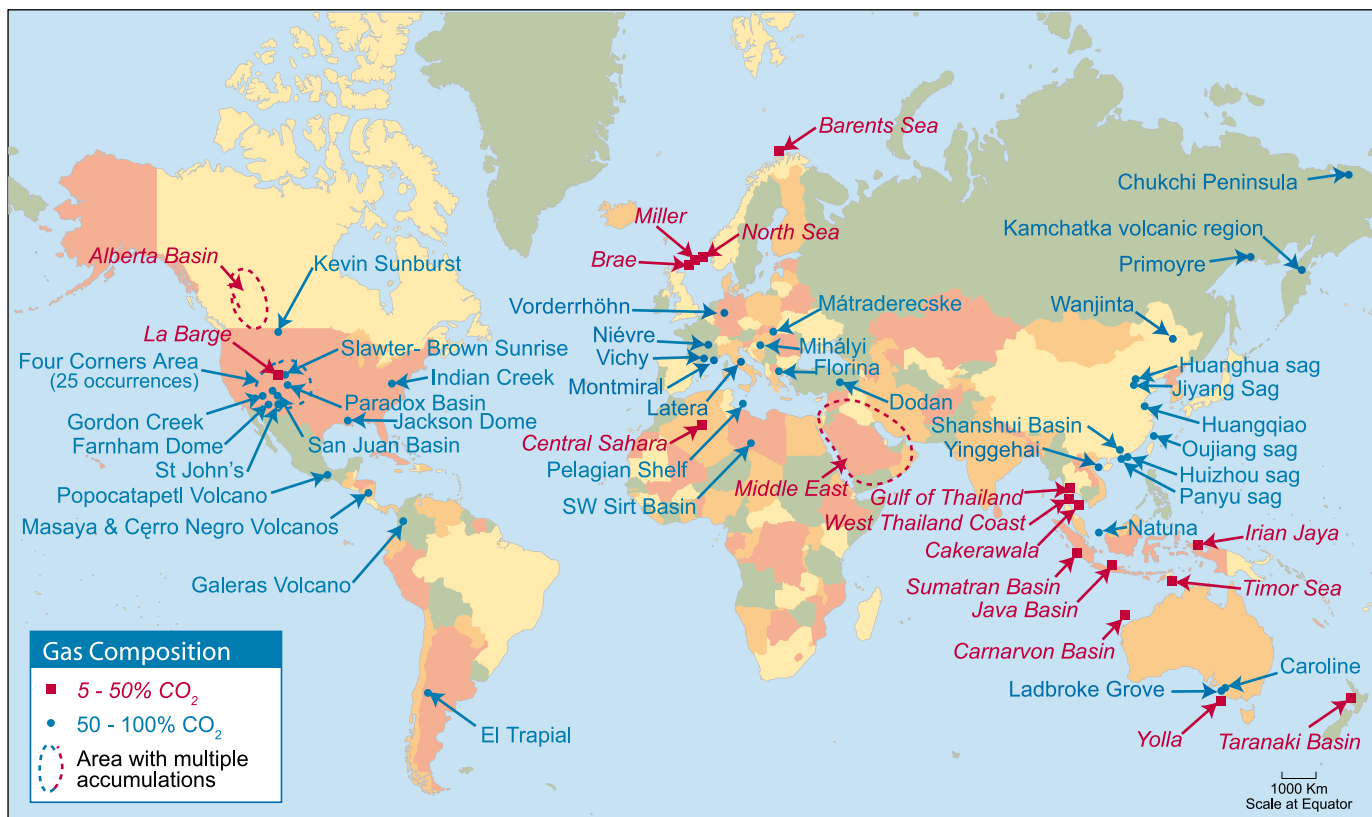 Barents Sea
Chukchi Peninsula
Miller
North Sea
Kamchatka volcanic region
Alberta Basin
Kevin Sunburst
Brae
Primoyre
Vorderrhöhn
Mátraderecske
Wanjinta
La Barge
Niévre
Slawter- Brown Sunrise
Mihályi
Four Corners Area
(25 occurrences)
Vichy
Florina
Huanghua sag
Indian Creek
Montmiral
Jiyang Sag
Paradox Basin
Latera
Dodan
Gordon Creek
Jackson Dome
Huangqiao
Farnham Dome
San Juan Basin
Central Sahara
Shanshui Basin
Oujiang sag
St John's
Pelagian Shelf
Yinggehai
Huizhou sag
Popocatapetl Volcano
Middle East
Gulf of Thailand
Panyu sag
SW Sirt Basin
Masaya & Cęrro Negro Volcanos
West Thailand Coast
Natuna
Irian Jaya
Cakerawala
Galeras Volcano
Sumatran Basin
Timor Sea
Java Basin
Carnarvon Basin
Caroline
Ladbroke Grove
El Trapial
Yolla
Taranaki Basin
Gas Composition
5 - 50% CO₂
50 - 100% CO₂
Area with multiple
accumulations
1000 Km
Scale at Equator